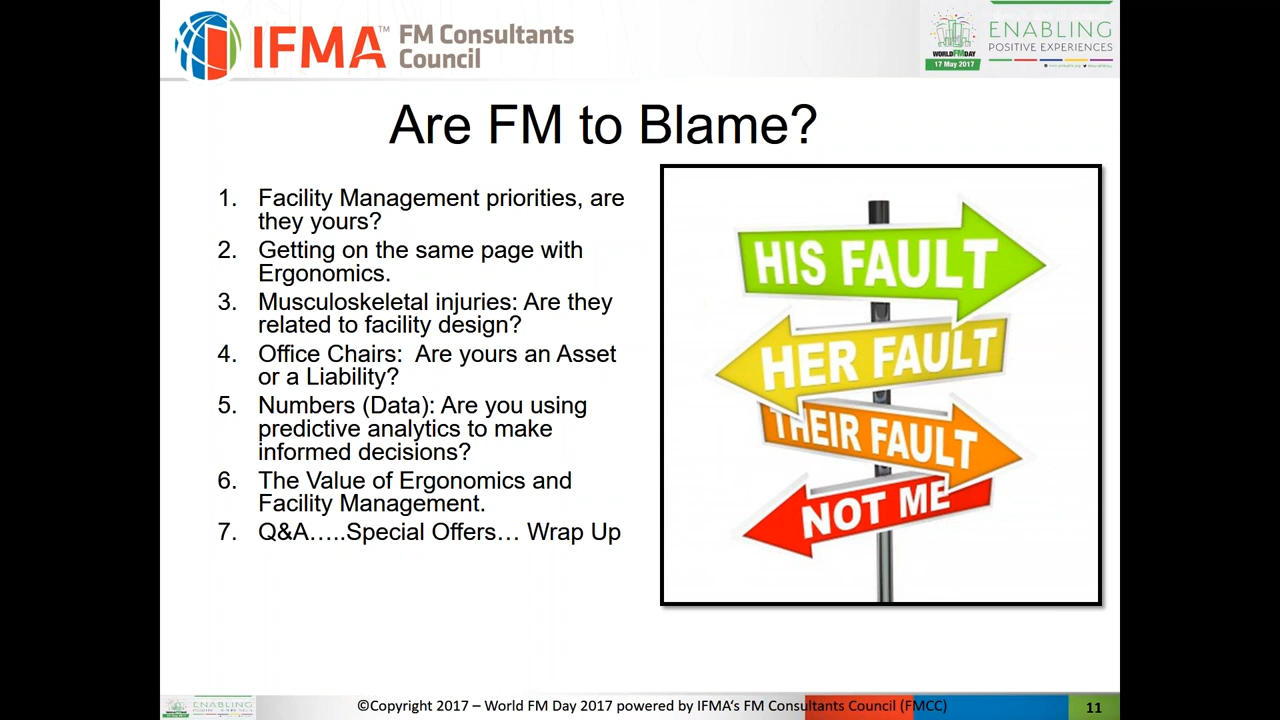 IFMA™ FM Consultants
Council
WORLD FM DAY
17 May 2017
ENABLING
POSITIVE EXPERIENCES
Are FM to Blame?
1. Facility Management priorities, are
they yours?
2. Getting on the same page with
Ergonomics.
3. Musculoskeletal injuries: Are they
related to facility design?
4. Office Chairs:  Are yours an Asset
or a Liability?
5. Numbers (Data): Are you using
predictive analytics to make
informed decisions?
6. The Value of Ergonomics and
Facility Management.
7. Q&A…..Special Offers… Wrap Up
HIS FAULT
HER FAULT
THEIR FAULT
NOT ME
ENABLING
©Copyright 2017 – World FM Day 2017 powered by IFMA‘s FM Consultants Council (FMCC)
11